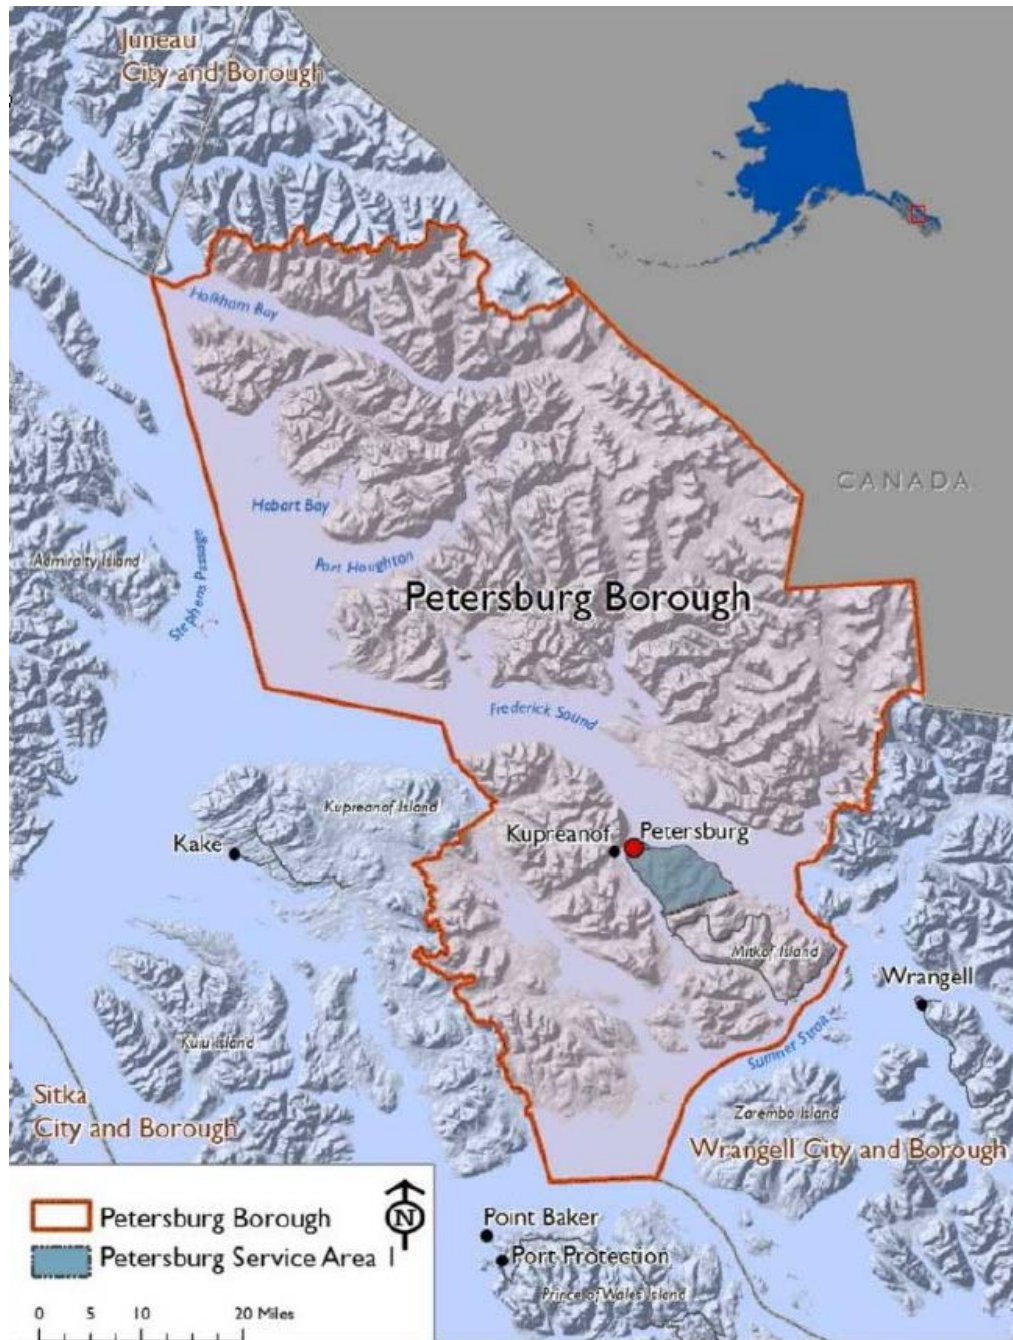 Juneau
City and Borough
Holkham Bay
CANADA
Hobart Bay
Port Houghton
Admiralty Island
Stephens Passage
Petersburg Borough
Frederick Sound
Kupreanof Island
Kake
Kupreanof
Petersburg
Mitkof Island
Wrangell
Kuiu Island
Sumner Strait
Sitka
City and Borough
Zarembo Island
Wrangell City and Borough
Petersburg Borough
N
Petersburg Service Area 1
Point Baker
Port Protection
Prince of Wales Island
0 5 10 20 Miles